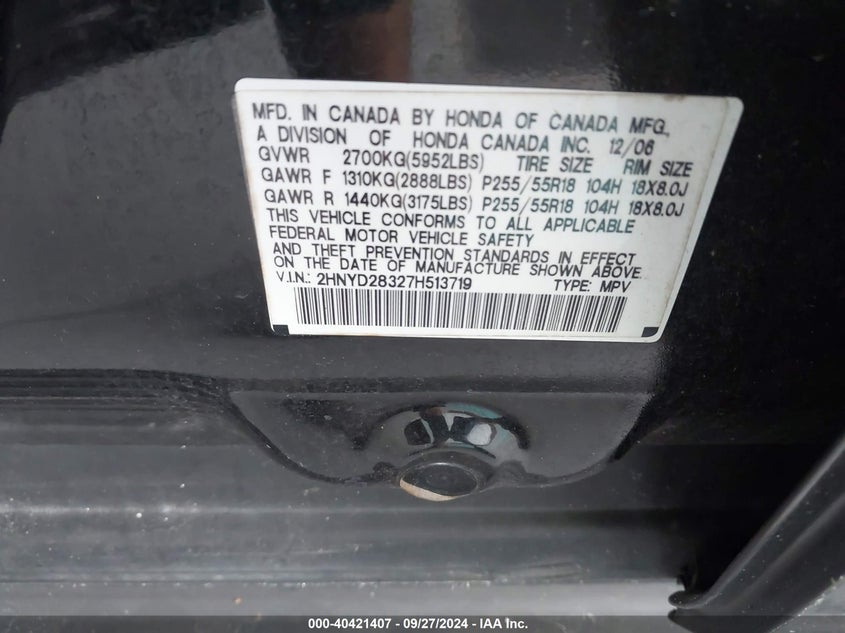 MFD. IN CANADA BY HONDA OF CANADA MFG.,
A DIVISION OF HONDA CANADA INC. 12/06
GVWR 2700KG(5952LBS) TIRE SIZE RIM SIZE
GAWR F 1310KG(2888LBS) P255/55R18 104H 18X8.0J
GAWR R 1440KG(3175LBS) P255/55R18 104H 18X8.0J
THIS VEHICLE CONFORMS TO ALL APPLICABLE
FEDERAL MOTOR VEHICLE SAFETY
AND THEFT PREVENTION STANDARDS IN EFFECT
ON THE DATE OF MANUFACTURE SHOWN ABOVE.
V.I.N.: 2HNYD28327H513719 TYPE: MPV
000-40421407 - 09/27/2024 - IAA Inc.